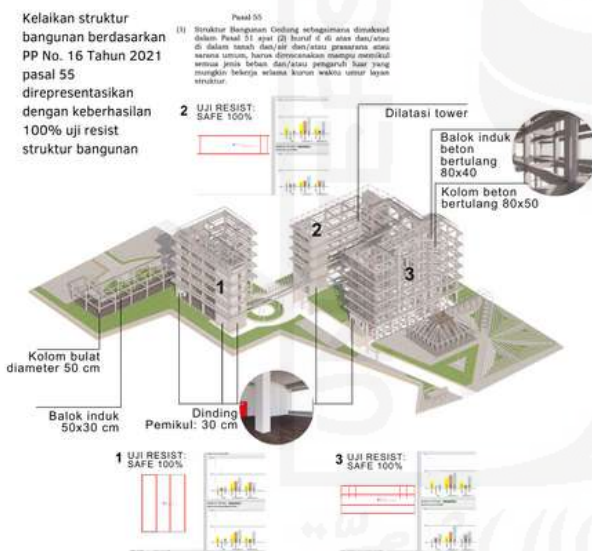 Kelaikan struktur
bangunan berdasarkan
PP No. 16 Tahun 2021
pasal 55
direpresentasikan
dengan keberhasilan
100% uji resist
struktur bangunan
Pasal 55
(1) Struktur Bangunan Gedung sebagaimana dimaksud
dalam Pasal 51 ayat (2) huruf d di atas dan/atau
di dalam tanah dan/air dan/atau prasarana atau
sarana umum, harus direncanakan mampu memikul
semua jenis beban dan/atau pengaruh luar yang
mungkin bekerja selama kurun waktu umur layan
struktur.
2 UJI RESIST:
SAFE 100%
Dilatasi tower
Balok induk
beton
bertulang
80x40
Kolom beton
bertulang 80x50
1
2
3
Kolom bulat
diameter 50 cm
Balok induk
50x30 cm
Dinding
Pemikul: 30 cm
1 UJI RESIST:
SAFE 100%
3 UJI RESIST:
SAFE 100%